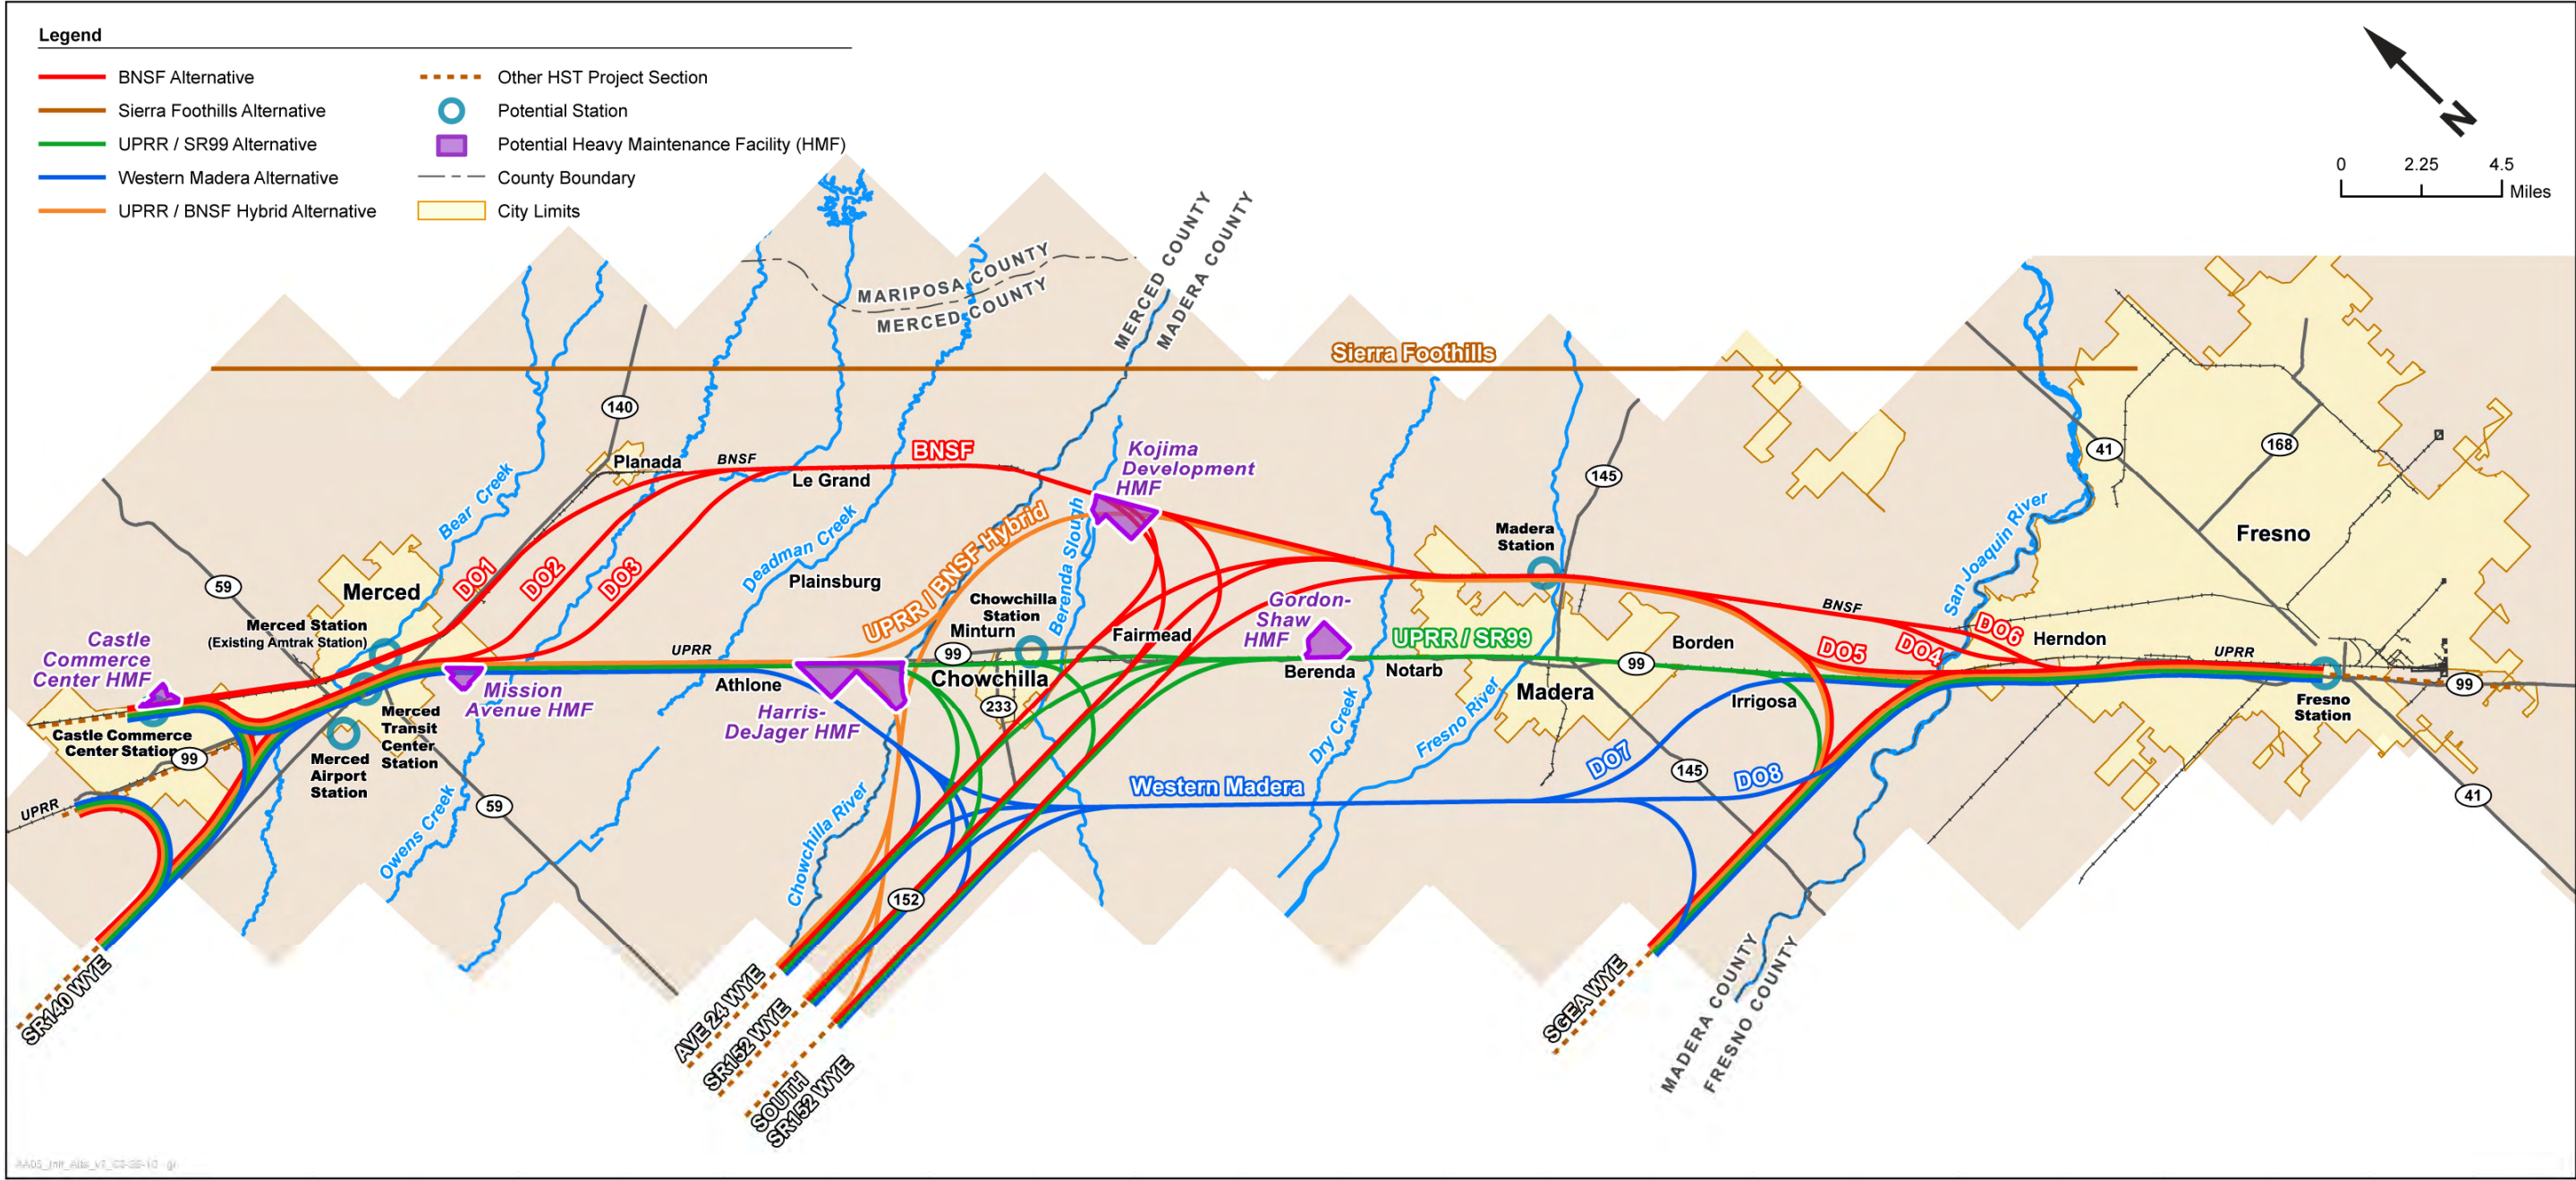 Legend
BNSF Alternative
Sierra Foothills Alternative
UPRR / SR99 Alternative
Western Madera Alternative
UPRR / BNSF Hybrid Alternative
Other HST Project Section
Potential Station
Potential Heavy Maintenance Facility (HMF)
County Boundary
City Limits
N
0 2.25 4.5
Miles
MARIPOSA COUNTY
MERCED COUNTY
MERCED COUNTY
MADERA COUNTY
Sierra Foothills
140
Planada
BNSF
BNSF
Le Grand
Kojima
Development
HMF
145
41
168
Bear Creek
Deadman Creek
Berenda Slough
UPRR / BNSF Hybrid
Madera
Station
San Joaquin River
Fresno
59
Merced
DO1
DO2
DO3
Plainsburg
Chowchilla
Station
Minturn
Fairmead
Gordon-
Shaw
HMF
BNSF
DO6
Merced Station
(Existing Amtrak Station)
Castle
Commerce
Center HMF
UPRR
99
UPRR / SR99
Borden
DO5
DO4
Herndon
UPRR
Athlone
Chowchilla
Berenda
Notarb
99
Madera
Irrigosa
99
Fresno
Station
Mission
Avenue HMF
Harris-
DeJager HMF
233
Merced
Transit
Center
Station
Castle Commerce
Center Station
99
Merced
Airport
Station
Dry Creek
Fresno River
DO7
145
DO8
Western Madera
41
UPRR
59
Owens Creek
Chowchilla River
152
SR140 WYE
AVE 24 WYE
SR152 WYE
SOUTH
SR152 WYE
SGEA WYE
MADERA COUNTY
FRESNO COUNTY